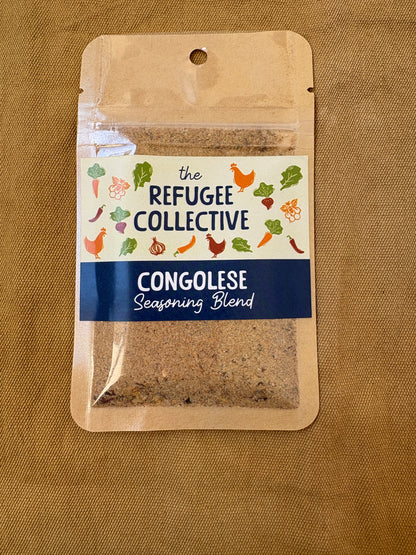 the
REFUGEE
COLLECTIVE
CONGOLESE
Seasoning Blend